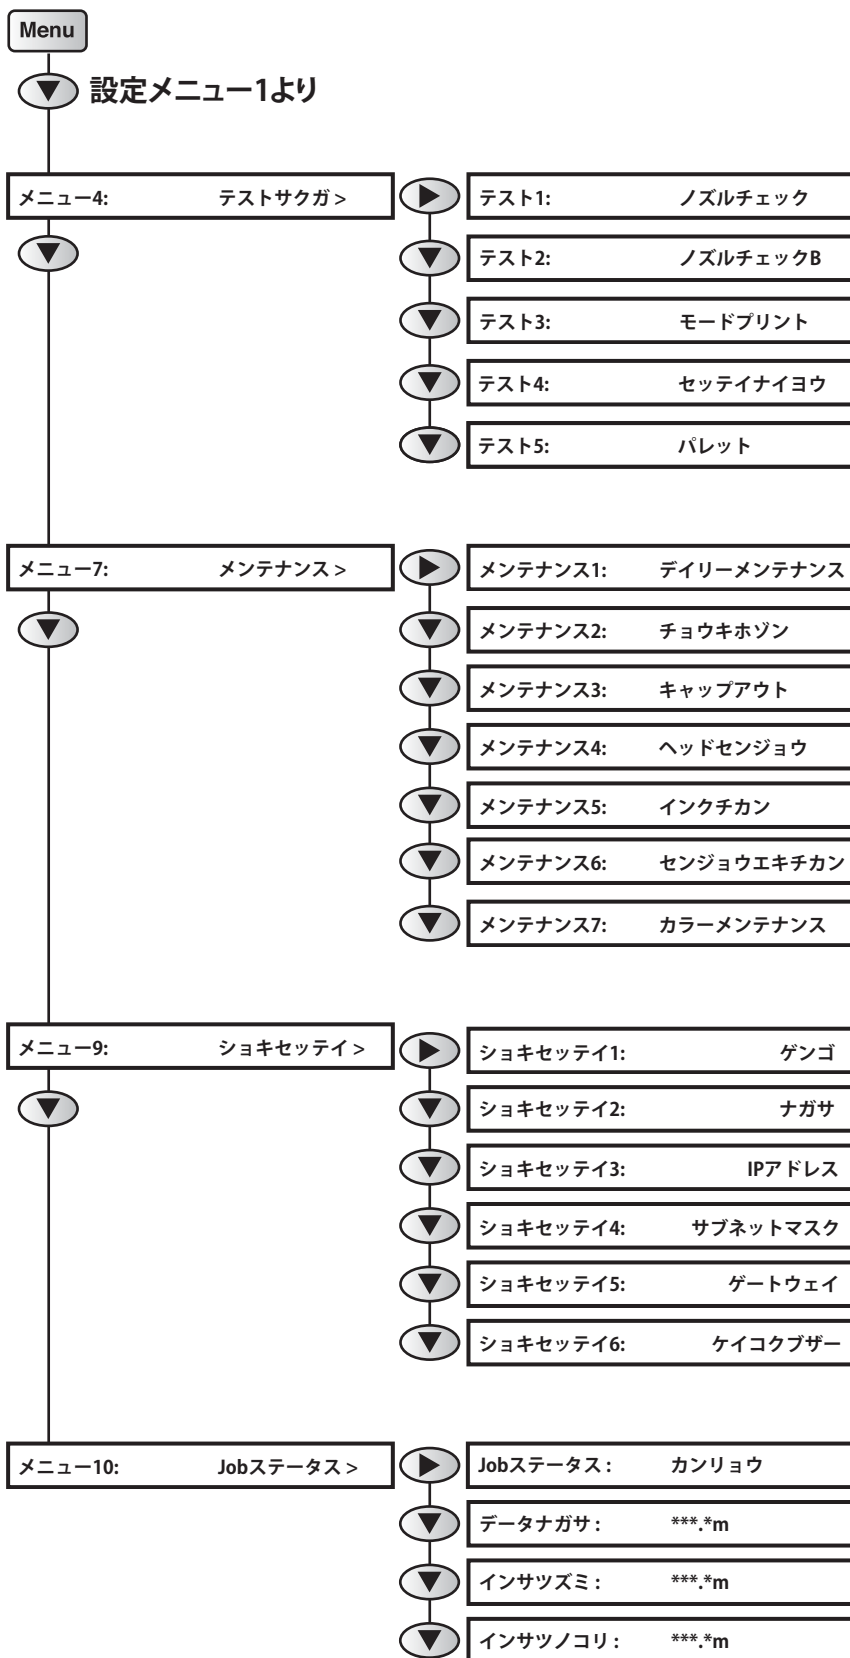 Menu
設定メニュー1より
メニュー4: テストサクガ >
テスト1: ノズルチェック
テスト2: ノズルチェックB
テスト3: モードプリント
テスト4: セッテイナイヨウ
テスト5: パレット
メニュー7: メンテナンス >
メンテナンス1: デイリーメンテナンス
メンテナンス2: チョウキホゾン
メンテナンス3: キャップアウト
メンテナンス4: ヘッドセンジョウ
メンテナンス5: インクチカン
メンテナンス6: センジョウエキチカン
メンテナンス7: カラーメンテナンス
メニュー9: ショキセッテイ >
ショキセッテイ1: ゲンゴ
ショキセッテイ2: ナガサ
ショキセッテイ3: IPアドレス
ショキセッテイ4: サブネットマスク
ショキセッテイ5: ゲートウェイ
ショキセッテイ6: ケイコクブザー
メニュー10: Jobステータス >
Jobステータス : カンリョウ
データナガサ : ***.*m
インサツズミ : ***.*m
インサツノコリ : ***.*m